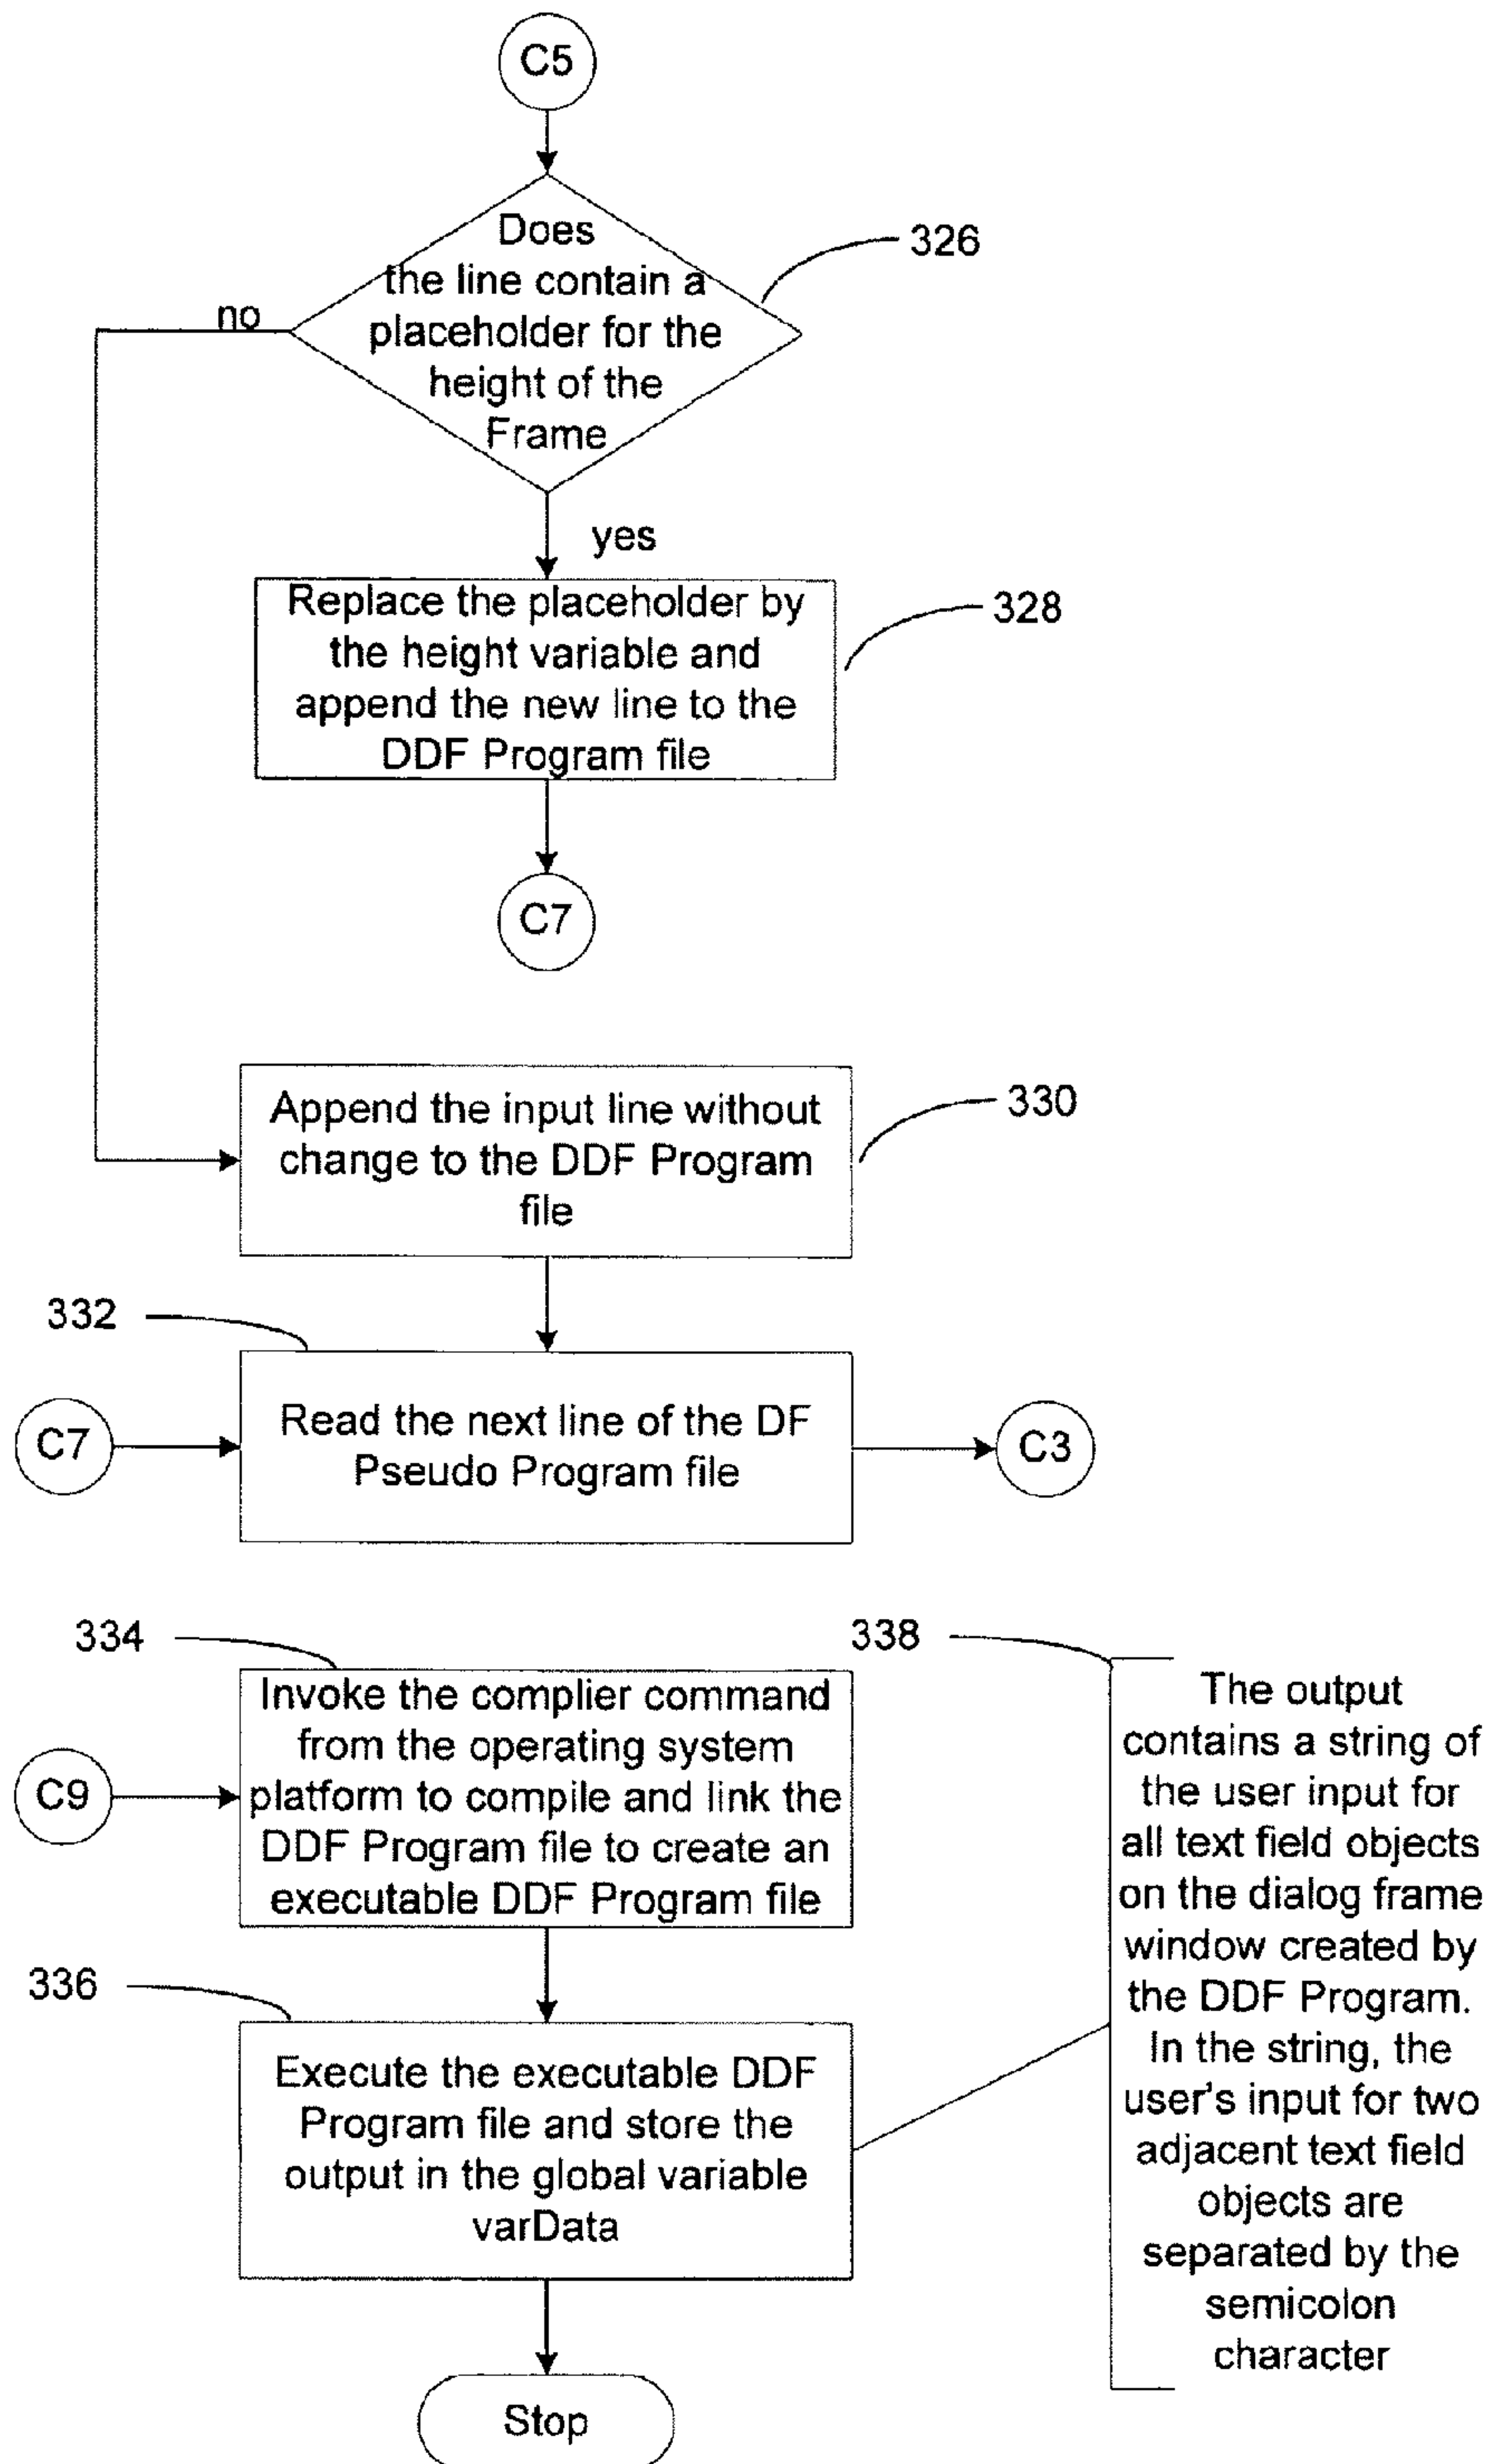 C5
Does
the line contain a
placeholder for the
height of the
Frame
326
no
yes
Replace the placeholder by
the height variable and
append the new line to the
DDF Program file
328
C7
Append the input line without
change to the DDF Program
file
330
332
C7
Read the next line of the DF
Pseudo Program file
C3
334
C9
Invoke the complier command
from the operating system
platform to compile and link the
DDF Program file to create an
executable DDF Program file
336
Execute the executable DDF
Program file and store the
output in the global variable
varData
338
The output
contains a string of
the user input for
all text field objects
on the dialog frame
window created by
the DDF Program.
In the string, the
user's input for two
adjacent text field
objects are
separated by the
semicolon
character
Stop